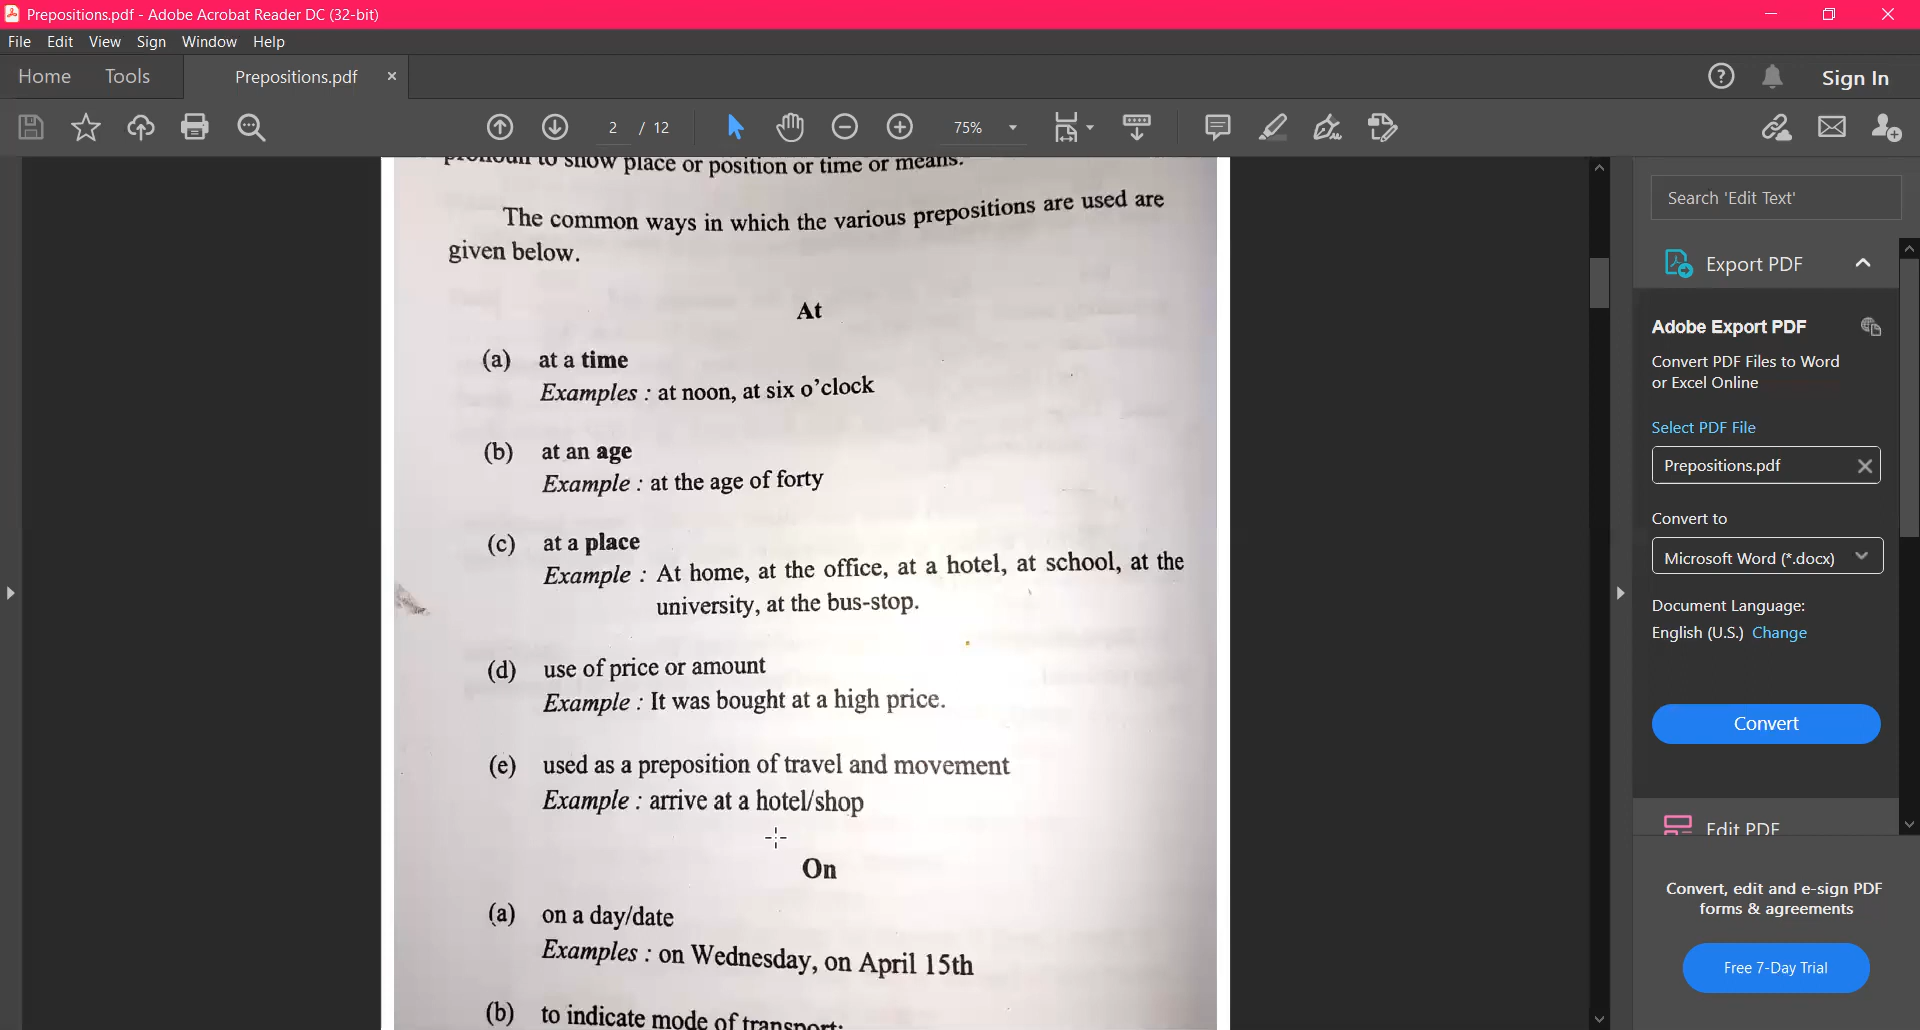 Prepositions.pdf - Adobe Acrobat Reader DC (32-bit)
File Edit View Sign Window Help
Home Tools Prepositions.pdf × Sign In
2 / 12 75%
pronoun to show place or position or time or means.
The common ways in which the various prepositions are used are
given below.
At
(a) at a time
Examples : at noon, at six o’clock
(b) at an age
Example : at the age of forty
(c) at a place
Example : At home, at the office, at a hotel, at school, at the
university, at the bus-stop.
(d) use of price or amount
Example : It was bought at a high price.
(e) used as a preposition of travel and movement
Example : arrive at a hotel/shop
On
(a) on a day/date
Examples : on Wednesday, on April 15th
(b) to indicate mode of transport:
Search 'Edit Text'
Export PDF
Adobe Export PDF
Convert PDF Files to Word
or Excel Online
Select PDF File
Prepositions.pdf
Convert to
Microsoft Word (*.docx)
Document Language:
English (U.S.) Change
Convert
Edit PDF
Convert, edit and e-sign PDF
forms & agreements
Free 7-Day Trial